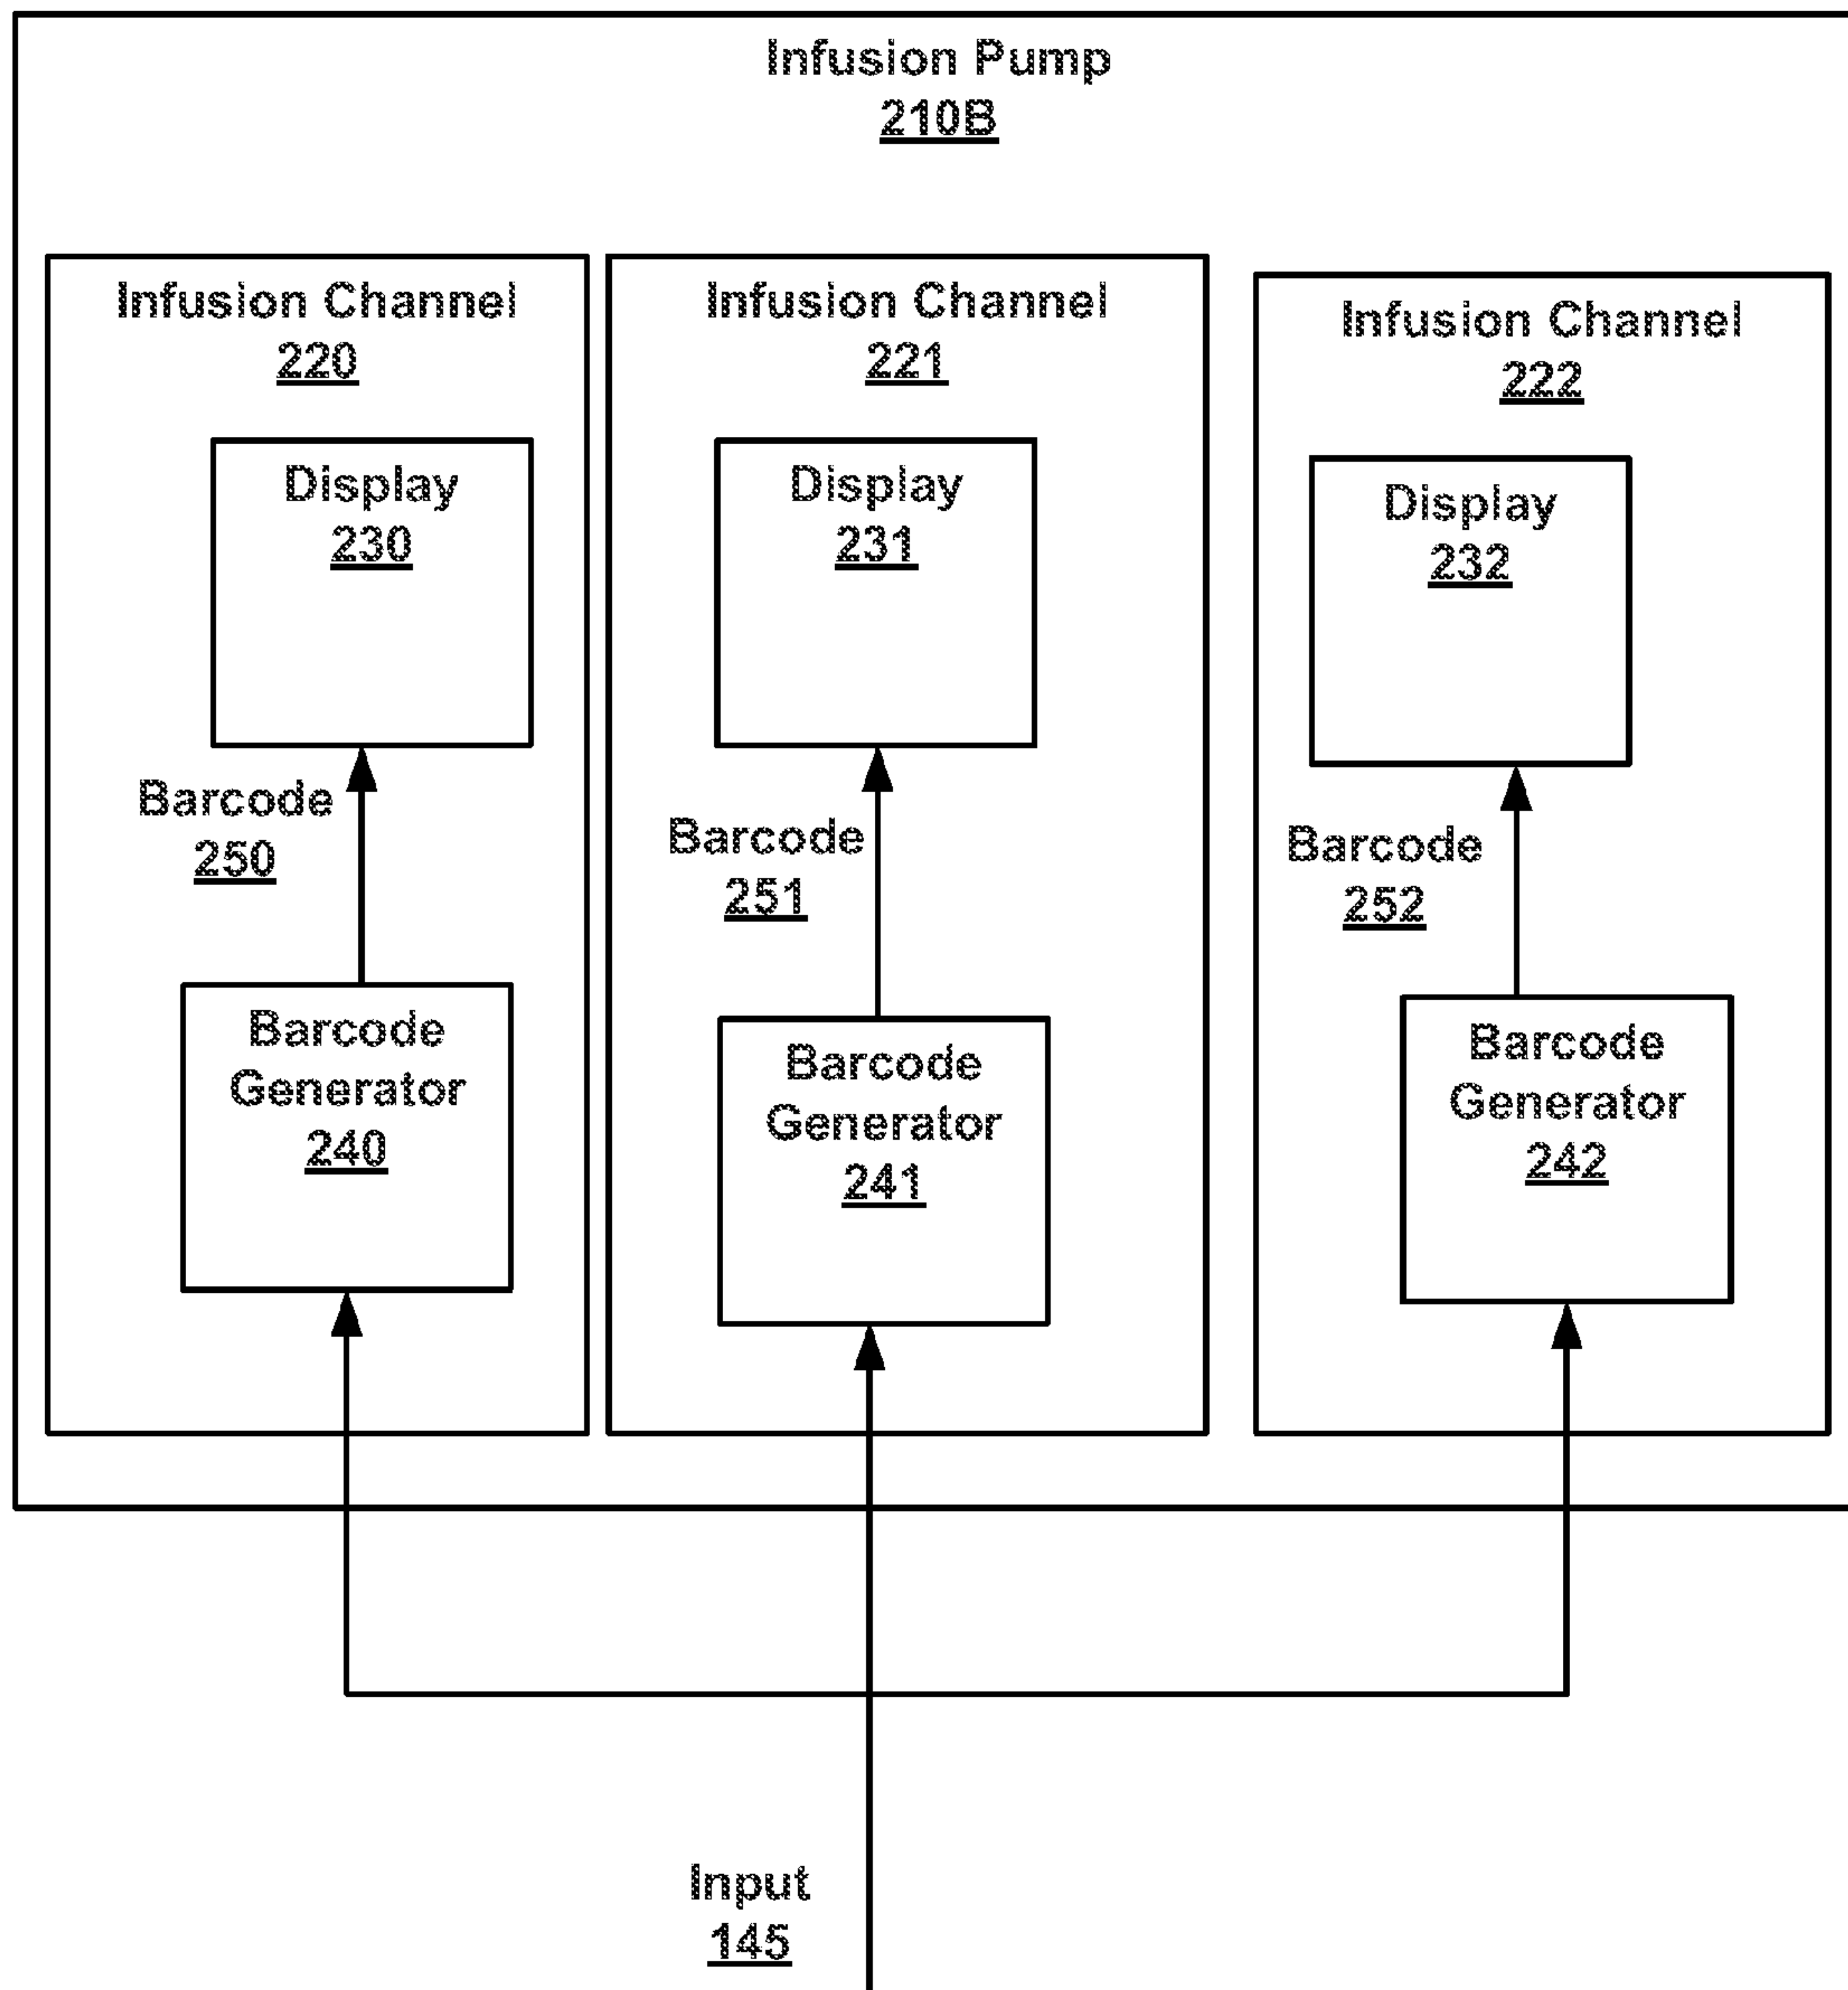 Infusion Pump
210B
Infusion Channel
220
Display
230
Barcode
250
Barcode
Generator
240
Infusion Channel
221
Display
231
Barcode
251
Barcode
Generator
241
Infusion Channel
222
Display
232
Barcode
252
Barcode
Generator
242
Input
145